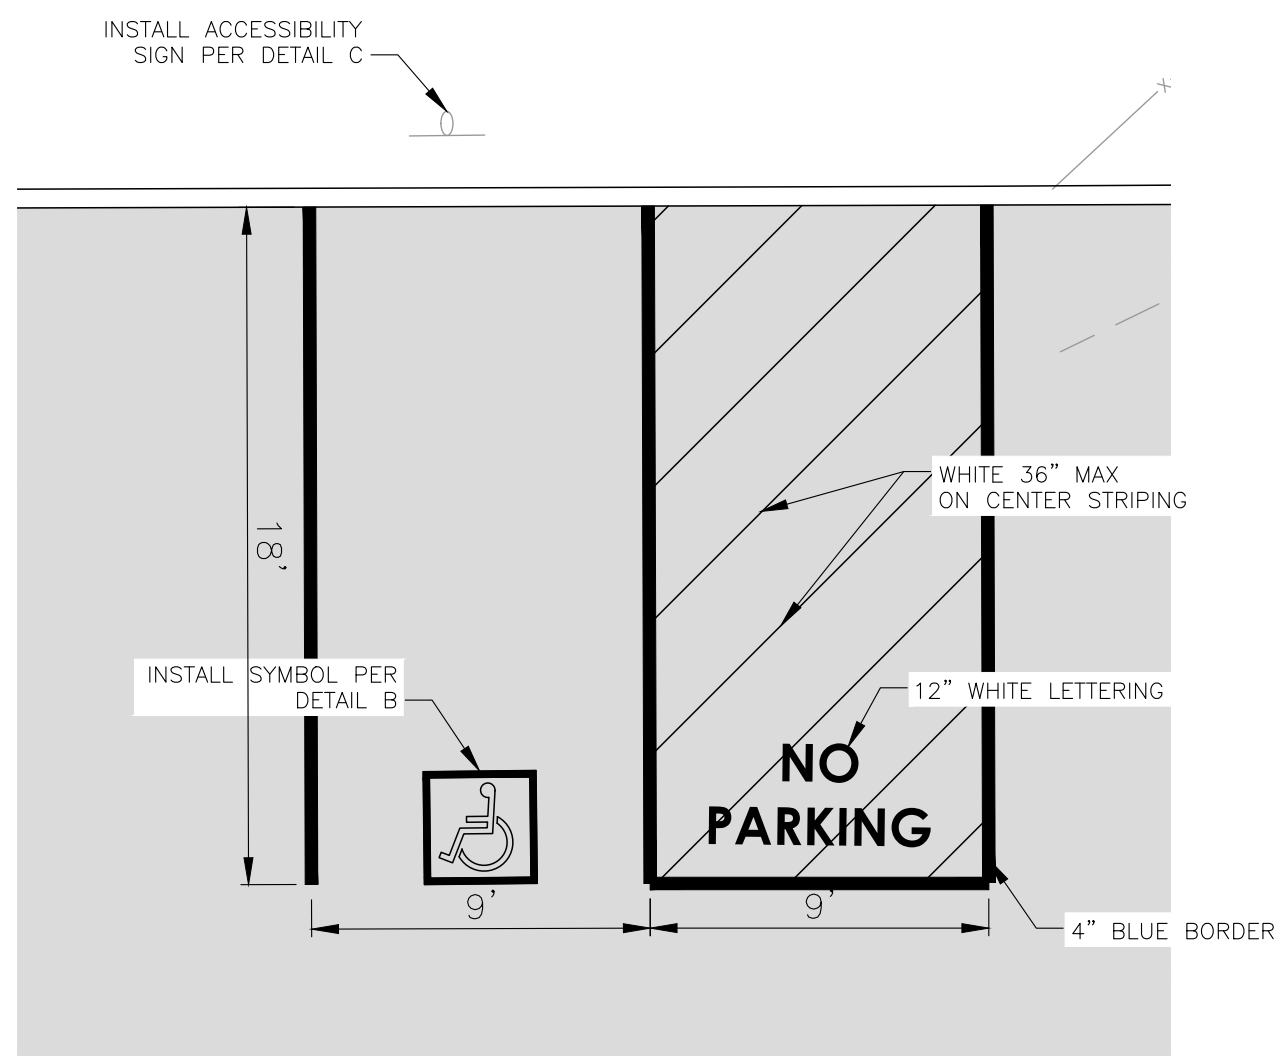 INSTALL ACCESSIBILITY
SIGN PER DETAIL C
X
WHITE 36" MAX
ON CENTER STRIPING
18'
INSTALL SYMBOL PER
DETAIL B
12" WHITE LETTERING
NO
PARKING
9'
9'
4" BLUE BORDER